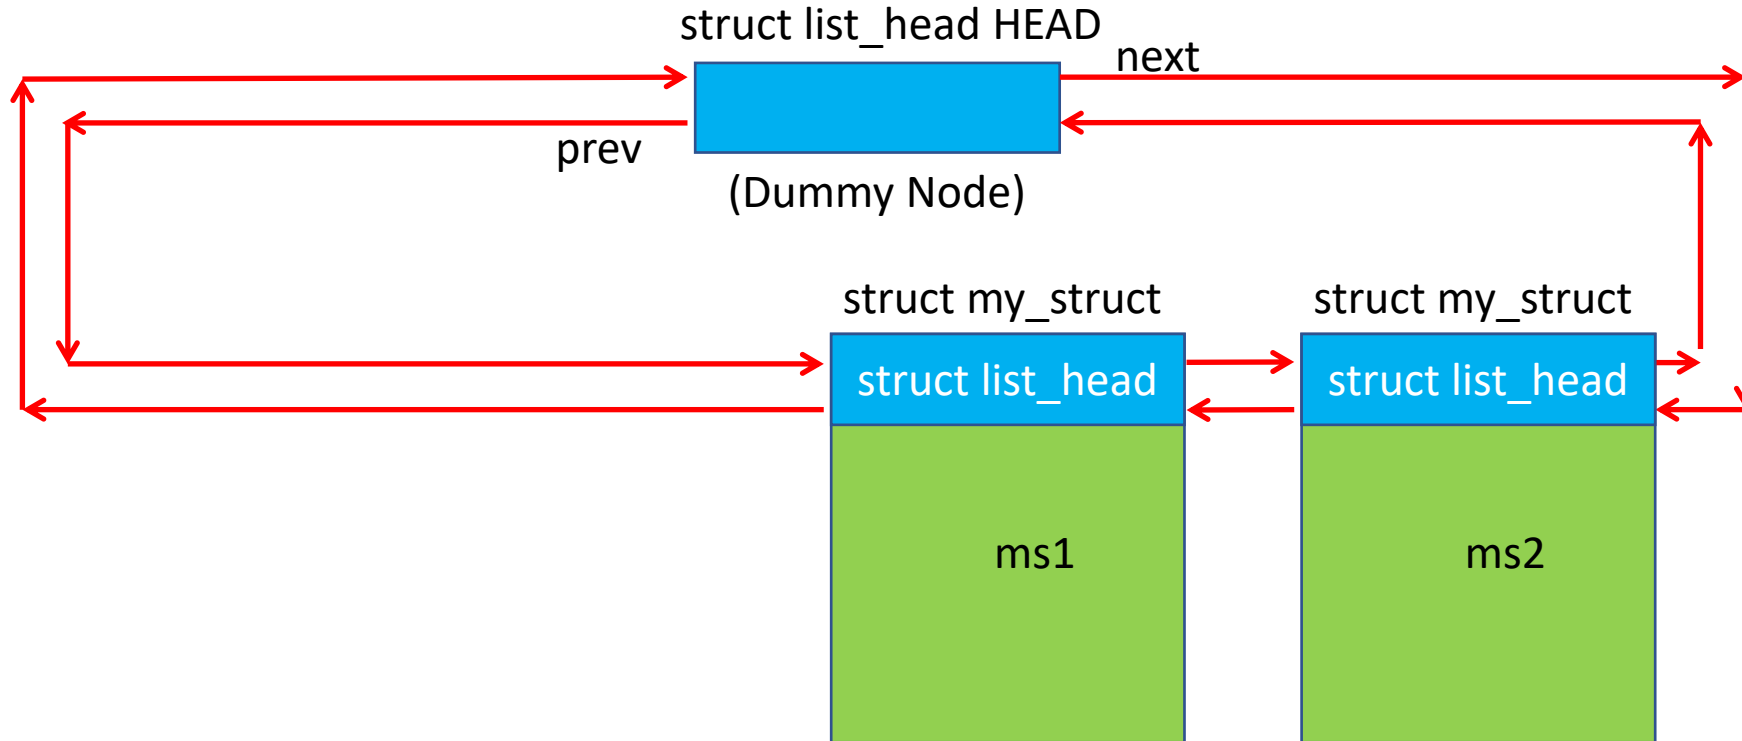 struct list_head HEAD
next
prev
(Dummy Node)
struct my_struct
struct my_struct
struct list_head
struct list_head
ms1
ms2